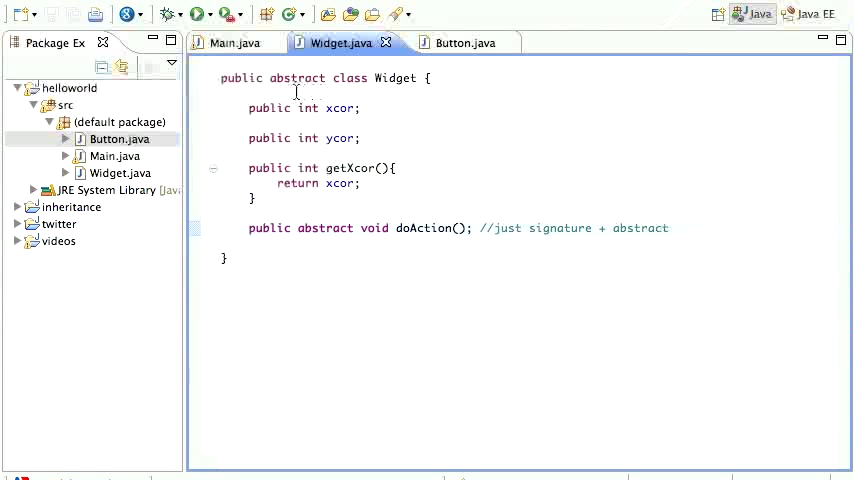 Java
Java EE
Package Ex
Main.java
Widget.java
Button.java
helloworld
src
(default package)
Button.java
Main.java
Widget.java
JRE System Library [Java
inheritance
twitter
videos
public abstract class Widget {
public int xcor;
public int ycor;
public int getXcor(){
return xcor;
}
public abstract void doAction(); //just signature + abstract
}